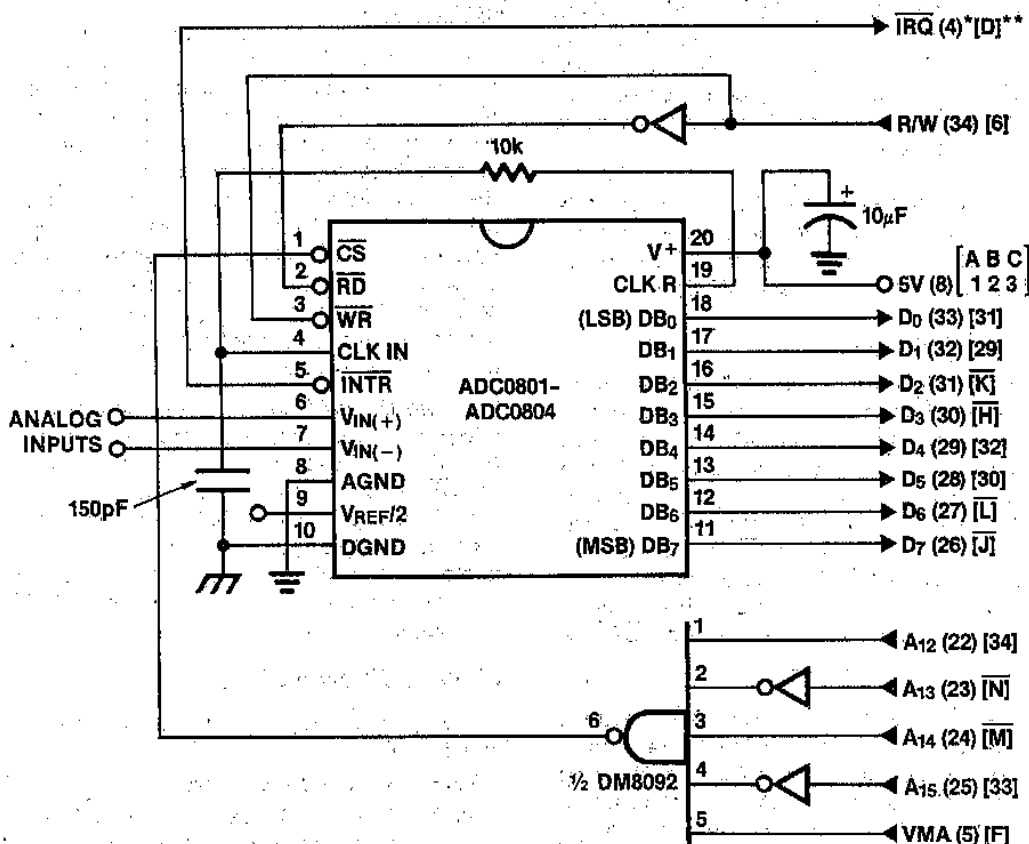 IRQ (4)*[D]**
R/W (34) [6]
10k
10µF
1 CS
2 RD
3 WR
4 CLK IN
5 INTR
6 VIN(+)
7 VIN(−)
8 AGND
9 VREF/2
10 DGND
ADC0801-
ADC0804
V+ 20
CLK R 19
(LSB) DB0 18
DB1 17
DB2 16
DB3 15
DB4 14
DB5 13
DB6 12
(MSB) DB7 11
ANALOG
INPUTS
150pF
5V (8) [A B C
1 2 3]
D0 (33) [31]
D1 (32) [29]
D2 (31) [K]
D3 (30) [H]
D4 (29) [32]
D5 (28) [30]
D6 (27) [L]
D7 (26) [J]
1 A12 (22) [34]
2 A13 (23) [N]
3 A14 (24) [M]
4 A15 (25) [33]
5 VMA (5) [F]
6
½ DM8092